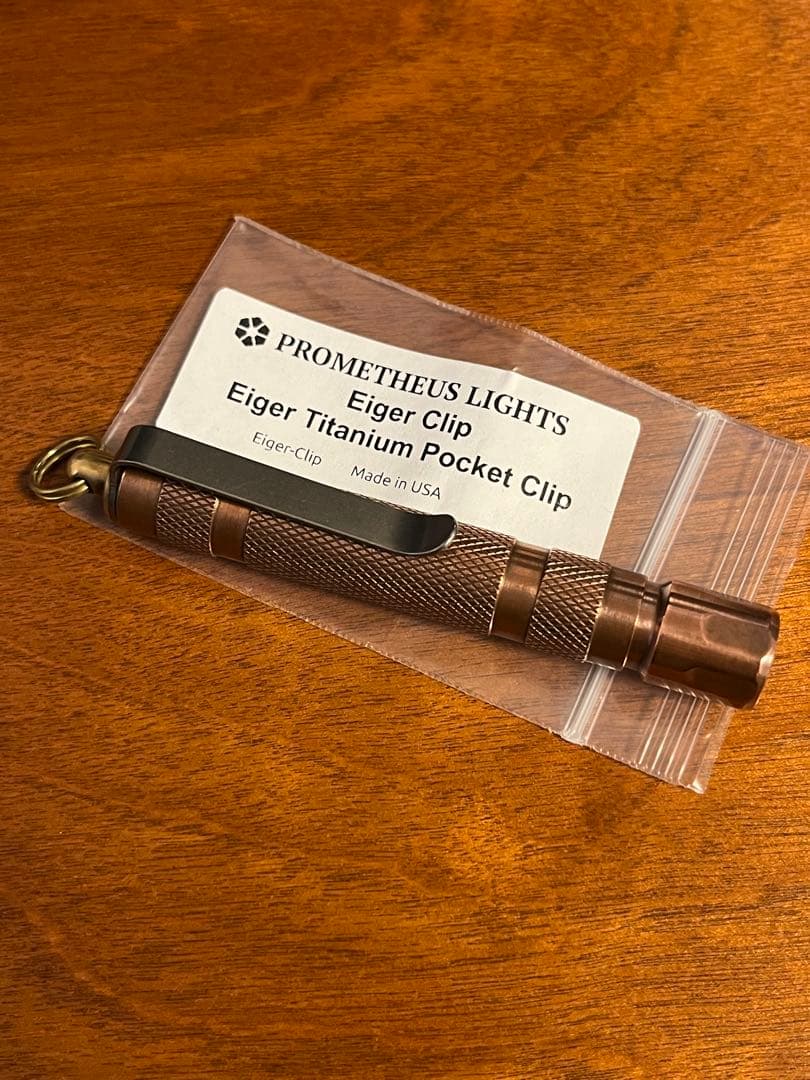 PROMETHEUS LIGHTS
Eiger Clip
Eiger Titanium Pocket Clip
Eiger-Clip Made in USA